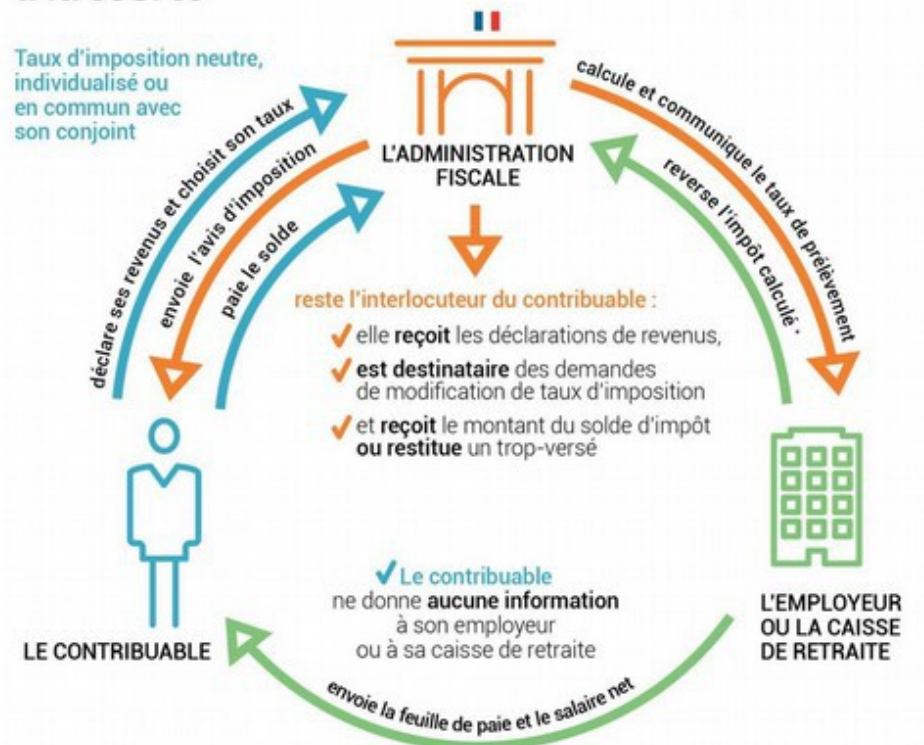 Taux d'imposition neutre,
individualisé ou
en commun avec
son conjoint
L'ADMINISTRATION
FISCALE
déclare ses revenus et choisit son taux
envoie l'avis d'imposition
paie le solde
calcule et communique le taux de prélèvement
reverse l'impôt calculé *
reste l'interlocuteur du contribuable :
✓ elle reçoit les déclarations de revenus,
✓ est destinataire des demandes
de modification de taux d'imposition
✓ et reçoit le montant du solde d'impôt
ou restitue un trop-versé
✓ Le contribuable
ne donne aucune information
à son employeur
ou à sa caisse de retraite
LE CONTRIBUABLE
L'EMPLOYEUR
OU LA CAISSE
DE RETRAITE
envoie la feuille de paie et le salaire net